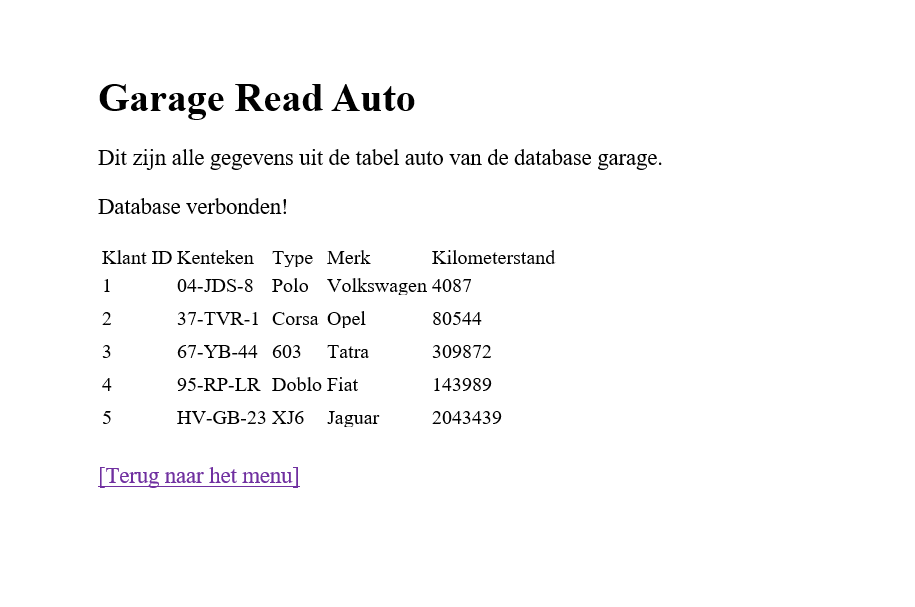 Garage Read Auto
Dit zijn alle gegevens uit de tabel auto van de database garage.
Database verbonden!
Klant ID Kenteken Type Merk Kilometerstand
1 04-JDS-8 Polo Volkswagen 4087
2 37-TVR-1 Corsa Opel 80544
3 67-YB-44 603 Tatra 309872
4 95-RP-LR Doblo Fiat 143989
5 HV-GB-23 XJ6 Jaguar 2043439
[Terug naar het menu]